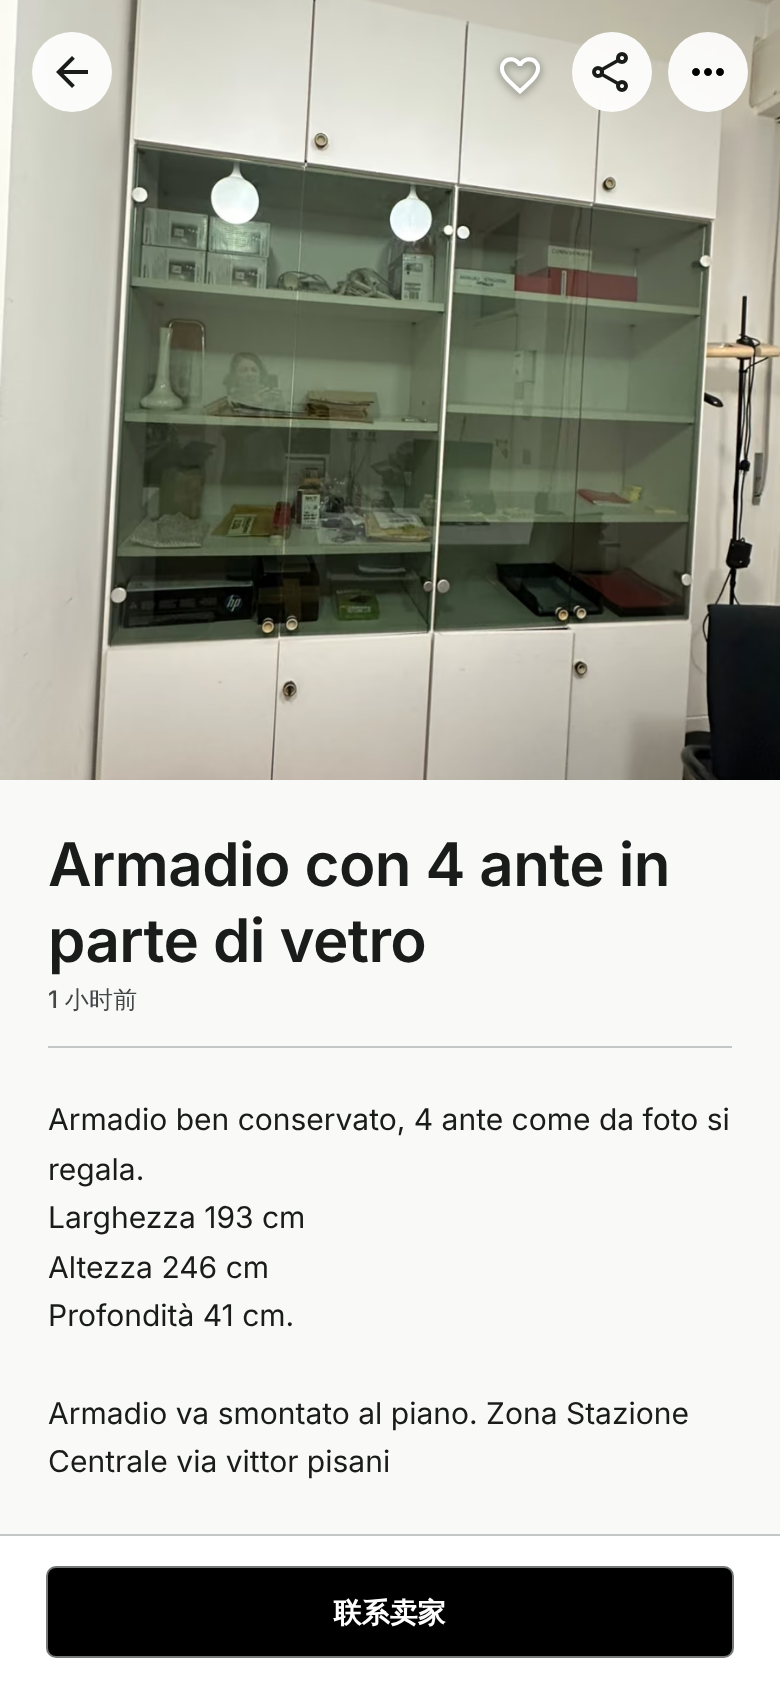 hp
Armadio con 4 ante in
parte di vetro
1 小时前
Armadio ben conservato, 4 ante come da foto si
regala.
Larghezza 193 cm
Altezza 246 cm
Profondità 41 cm.
Armadio va smontato al piano. Zona Stazione
Centrale via vittor pisani
联系卖家